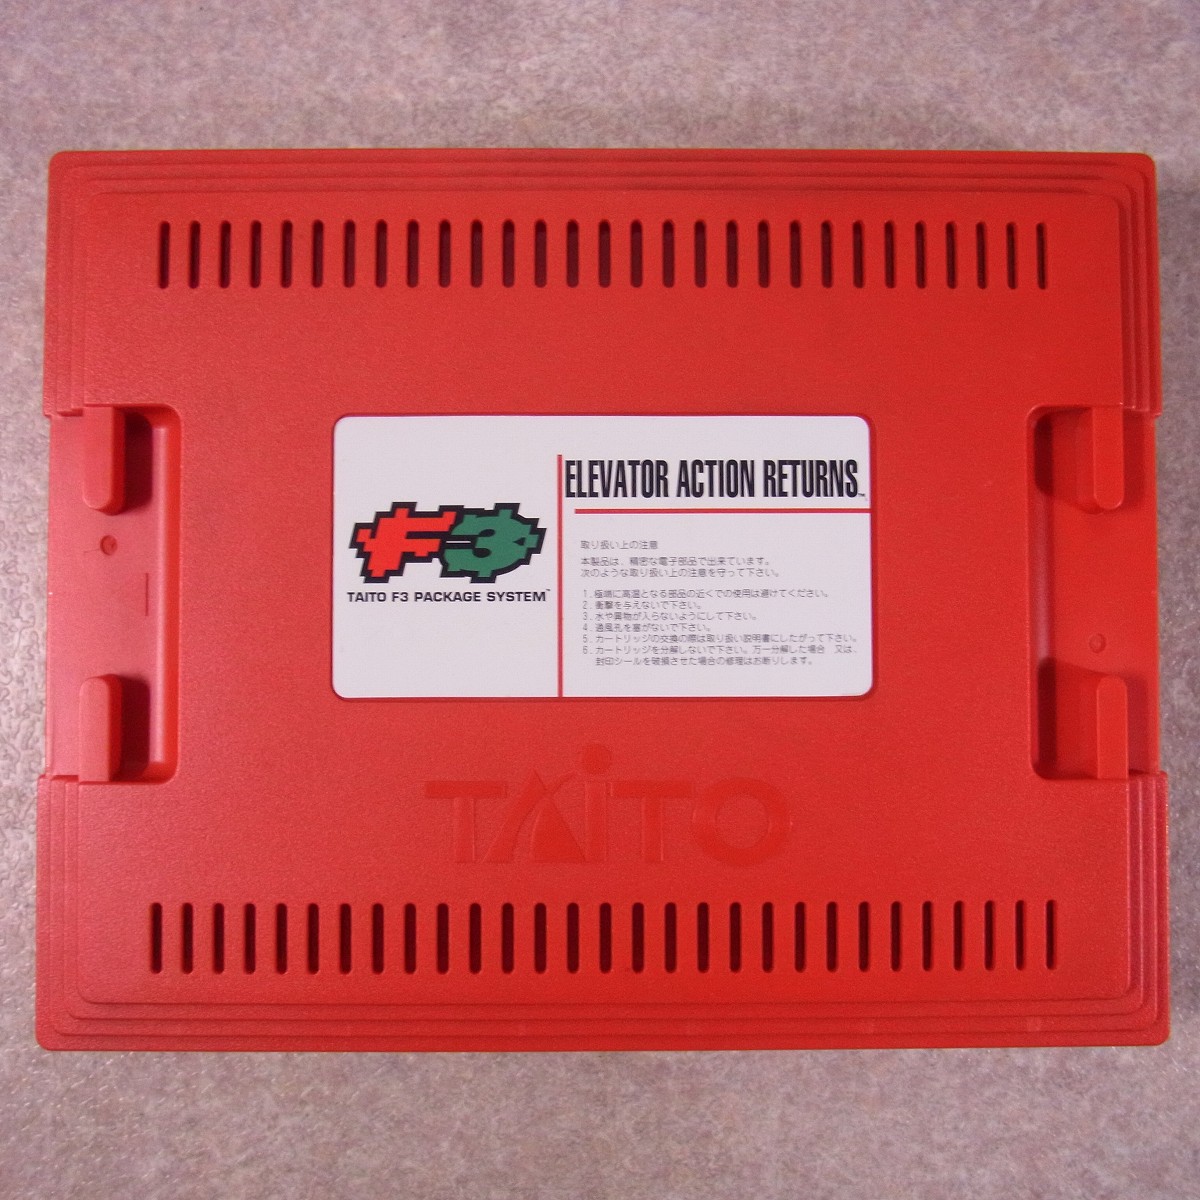 F3
TAITO F3 PACKAGE SYSTEM™
ELEVATOR ACTION RETURNS™
取り扱い上の注意
本製品は、精密な電子部品で出来ています。
次のような取り扱い上の注意を守って下さい。
1. 極端に高温となる部品の近くでの使用は避けてください。
2. 衝撃を与えないで下さい。
3. 水や異物が入らないようにして下さい。
4. 通風孔を塞がないで下さい。
5. カートリッジの交換の際は取り扱い説明書にしたがって下さい。
6. カートリッジを分解しないで下さい。万一分解した場合 又は、
封印シールを破損させた場合の修理はお断りします。
TAiTO